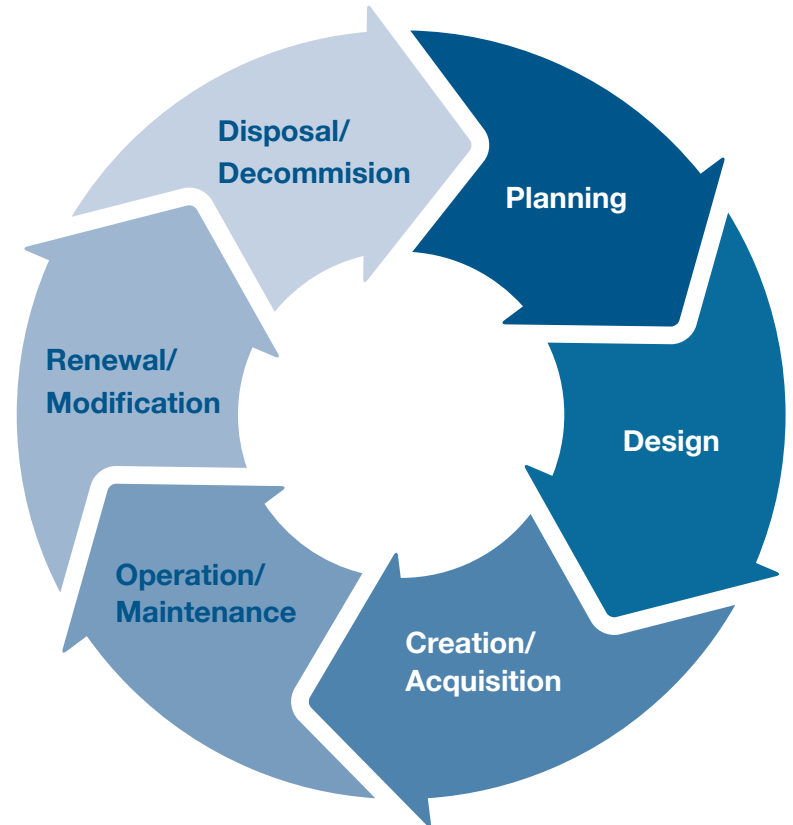 Planning
Design
Creation/
Acquisition
Operation/
Maintenance
Renewal/
Modification
Disposal/
Decommision